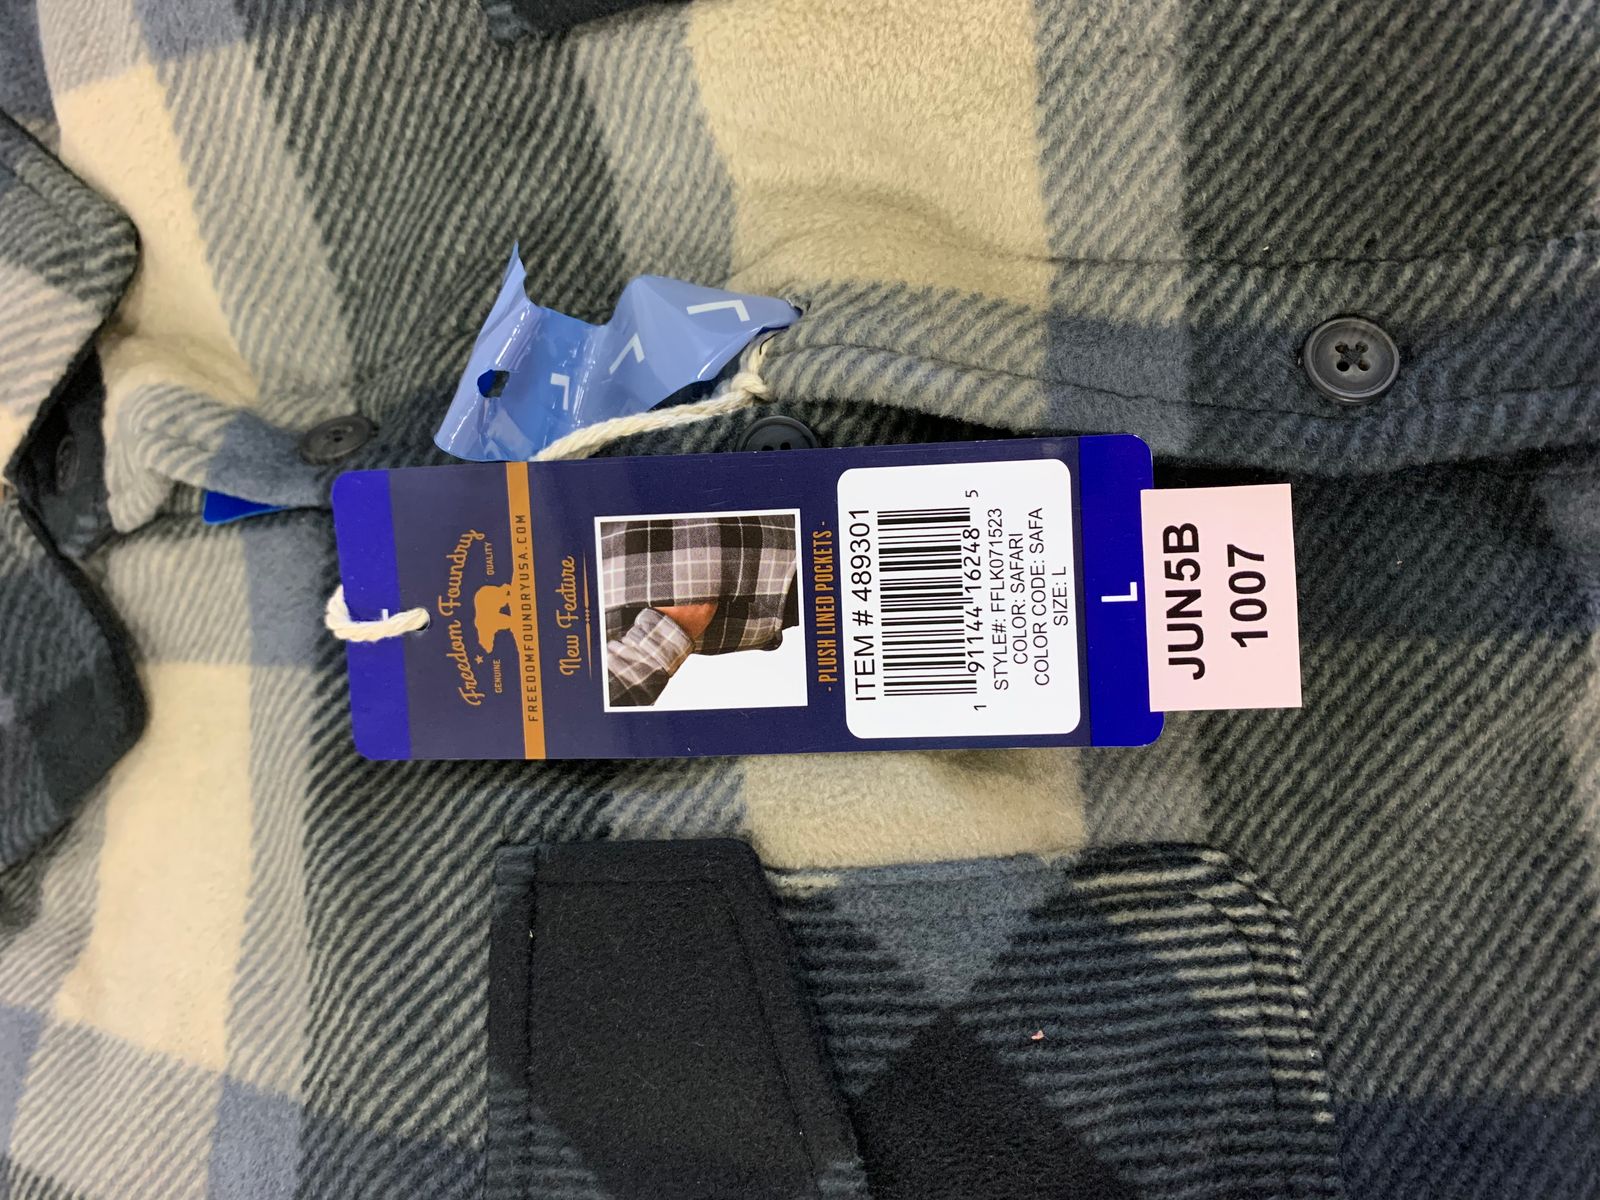 Freedom Foundry
GENUINE QUALITY
FREEDOMFOUNDRYUSA.COM
New Feature
- PLUSH LINED POCKETS -
ITEM # 489301
1 91144 16248 5
STYLE#: FFLK071523
COLOR: SAFARI
COLOR CODE: SAFA
SIZE: L
L
JUN5B
1007
L
L
L